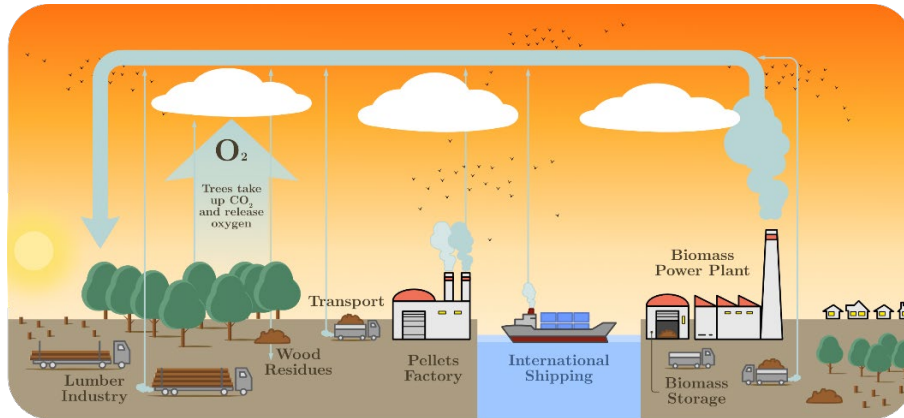 O₂
Trees take
up CO₂
and release
oxygen
Biomass
Power Plant
Transport
Lumber
Industry
Wood
Residues
Pellets
Factory
International
Shipping
Biomass
Storage